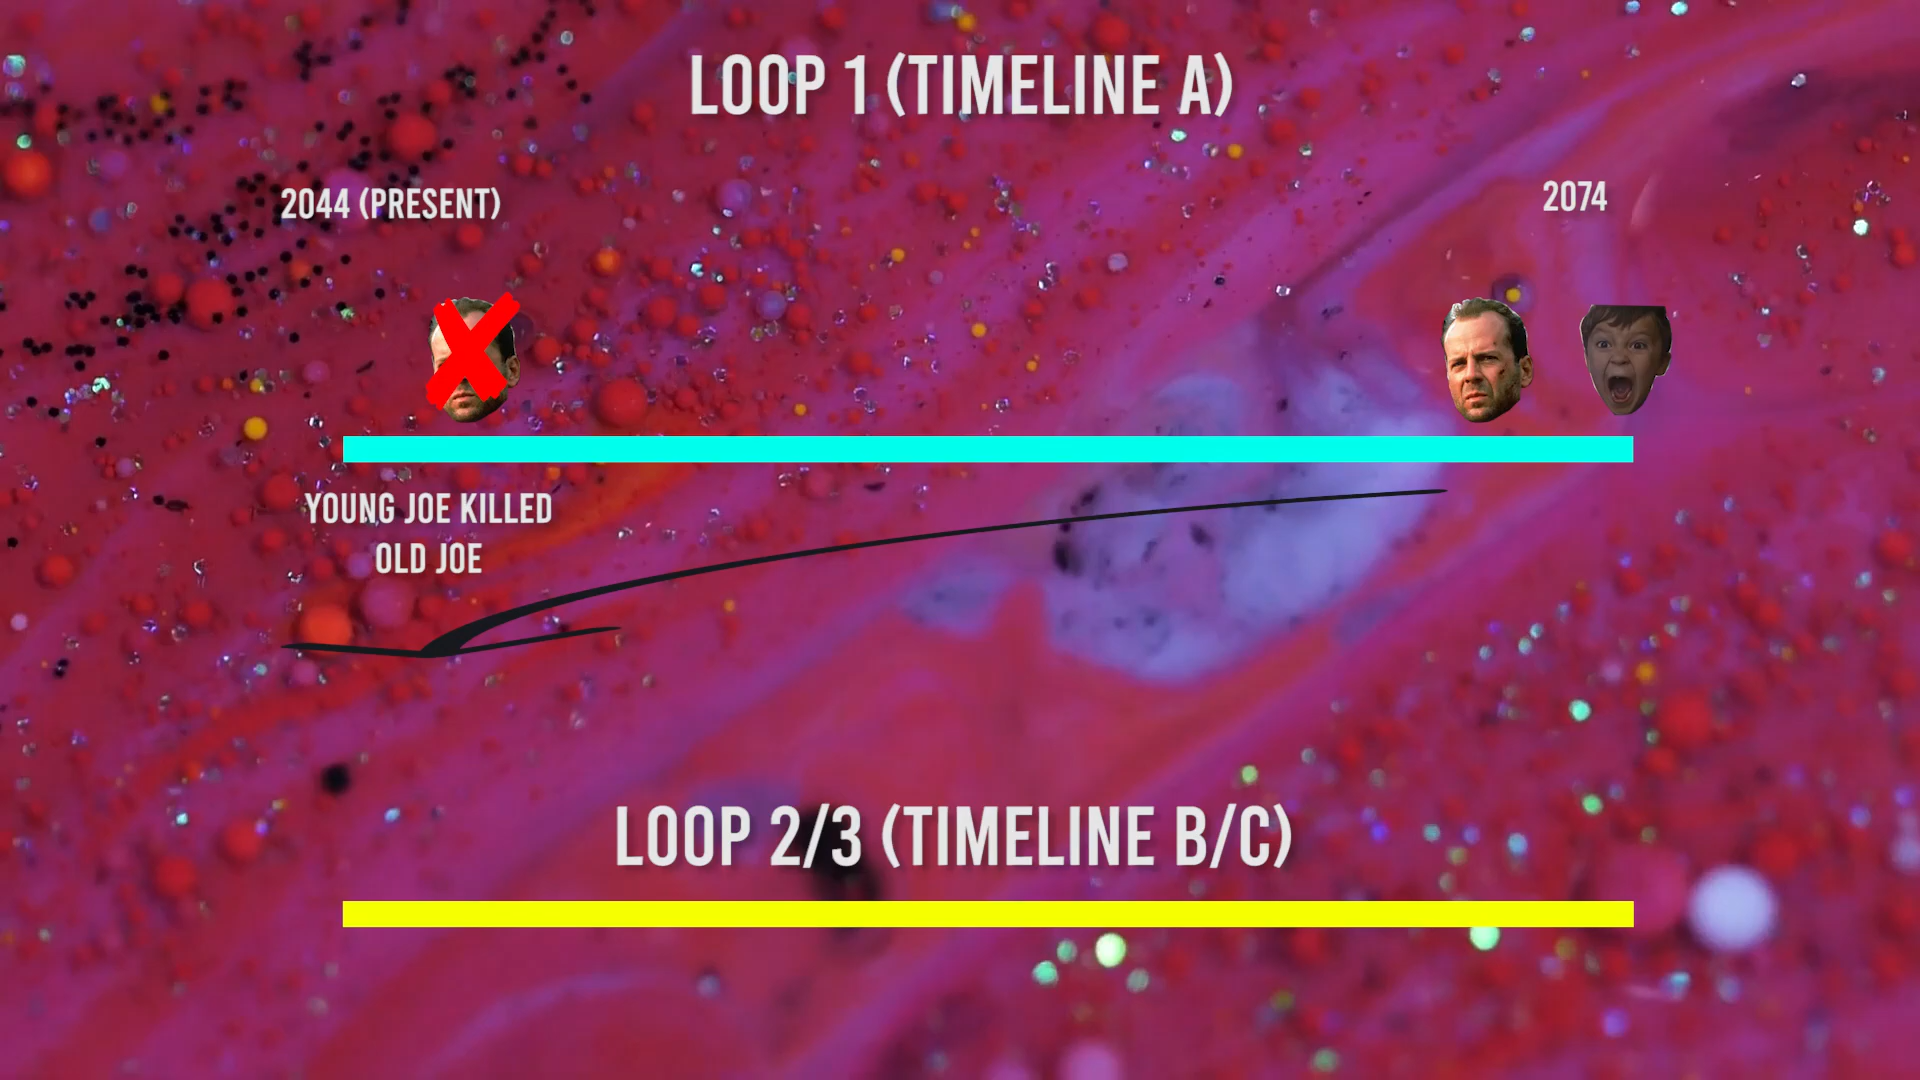 LOOP 1 (TIMELINE A)
2044 (PRESENT)
2074
YOUNG JOE KILLED
OLD JOE
LOOP 2/3 (TIMELINE B/C)